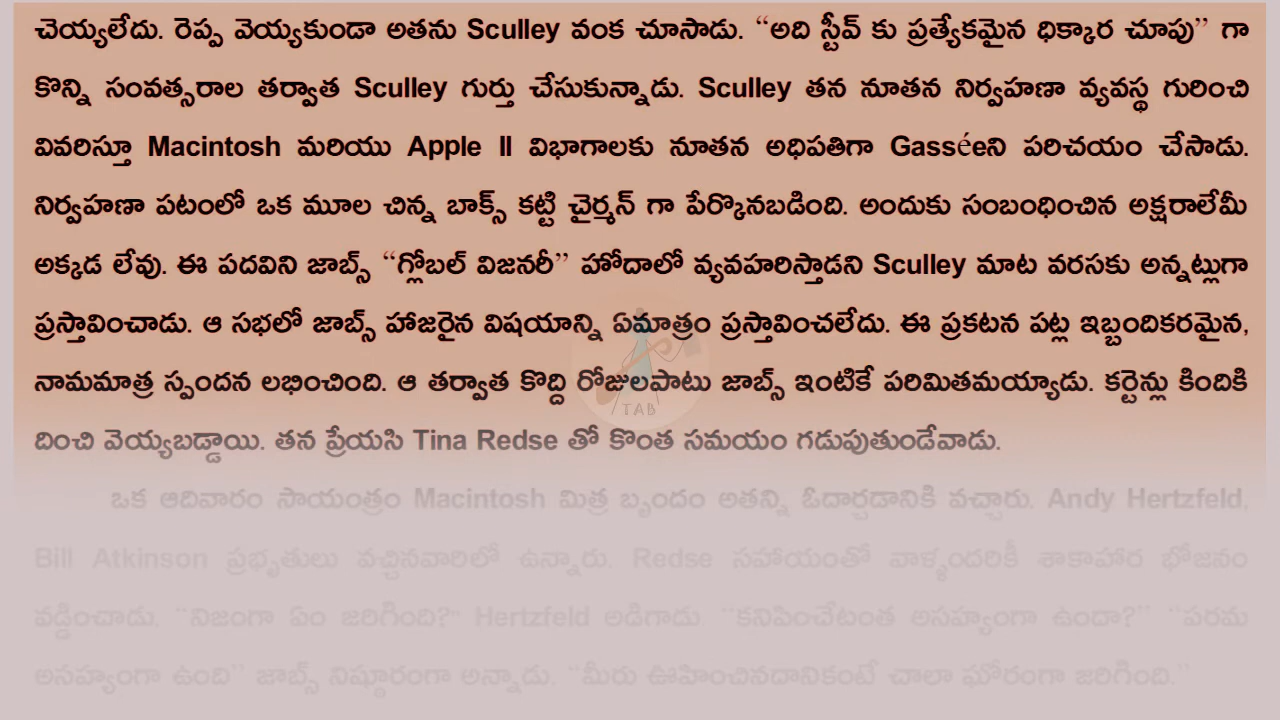 చెయ్యలేదు. రెప్ప వెయ్యకుండా అతను Sculley వంక చూసాడు. “అది స్టీవ్ కు ప్రత్యేకమైన ధిక్కార చూపు” గా
కొన్ని సంవత్సరాల తర్వాత Sculley గుర్తు చేసుకున్నాడు. Sculley తన నూతన నిర్వహణా వ్యవస్థ గురించి
వివరిస్తూ Macintosh మరియు Apple II విభాగాలకు నూతన అధిపతిగా Gasséeని పరిచయం చేసాడు.
నిర్వహణా పటంలో ఒక మూల చిన్న బాక్స్ కట్టి చైర్మన్ గా పేర్కొనబడింది. అందుకు సంబంధించిన అక్షరాలేమీ
అక్కడ లేవు. ఈ పదవిని జాబ్స్ “గ్లోబల్ విజనరీ” హోదాలో వ్యవహరిస్తాడని Sculley మాట వరసకు అన్నట్లుగా
ప్రస్తావించాడు. ఆ సభలో జాబ్స్ హాజరైన విషయాన్ని ఏమాత్రం ప్రస్తావించలేదు. ఈ ప్రకటన పట్ల ఇబ్బందికరమైన,
నామమాత్ర స్పందన లభించింది. ఆ తర్వాత కొద్ది రోజులపాటు జాబ్స్ ఇంటికే పరిమితమయ్యాడు. కర్టెన్లు కిందికి
TAB
దించి వెయ్యబడ్డాయి. తన ప్రేయసి Tina Redse తో కొంత సమయం గడుపుతుండేవాడు.
ఒక ఆదివారం సాయంత్రం Macintosh మిత్ర బృందం అతన్ని ఓదార్చడానికి వచ్చారు. Andy Hertzfeld,
Bill Atkinson ప్రభృతులు వచ్చినవారిలో ఉన్నారు. Redse సహాయంతో వాళ్ళందరికీ శాకాహార భోజనం
వడ్డించాడు. “నిజంగా ఏం జరిగింది?” Hertzfeld అడిగాడు. “కనిపించేటంత అసహ్యంగా ఉందా?” “పరమ
అసహ్యంగా ఉంది” జాబ్స్ నిష్ఠూరంగా అన్నాడు. “మీరు ఊహించినదానికంటే చాలా ఘోరంగా జరిగింది.”